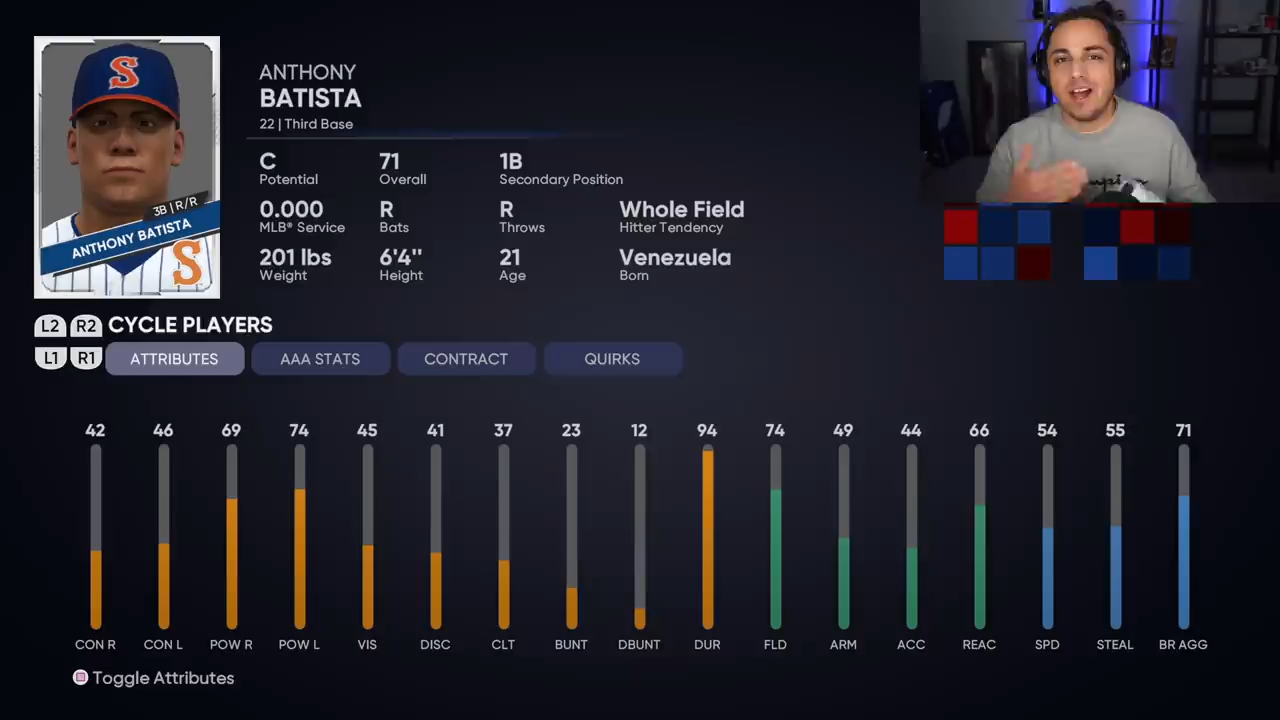 S
3B | R/R
ANTHONY BATISTA
S
ANTHONY
BATISTA
22 | Third Base
C
Potential
71
Overall
1B
Secondary Position
0.000
MLB® Service
R
Bats
R
Throws
Whole Field
Hitter Tendency
201 lbs
Weight
6'4''
Height
21
Age
Venezuela
Born
L2 R2 CYCLE PLAYERS
L1 R1 ATTRIBUTES AAA STATS CONTRACT QUIRKS
42 46 69 74 45 41 37 23 12 94 74 49 44 66 54 55 71
CON R CON L POW R POW L VIS DISC CLT BUNT DBUNT DUR FLD ARM ACC REAC SPD STEAL BR AGG
Toggle Attributes